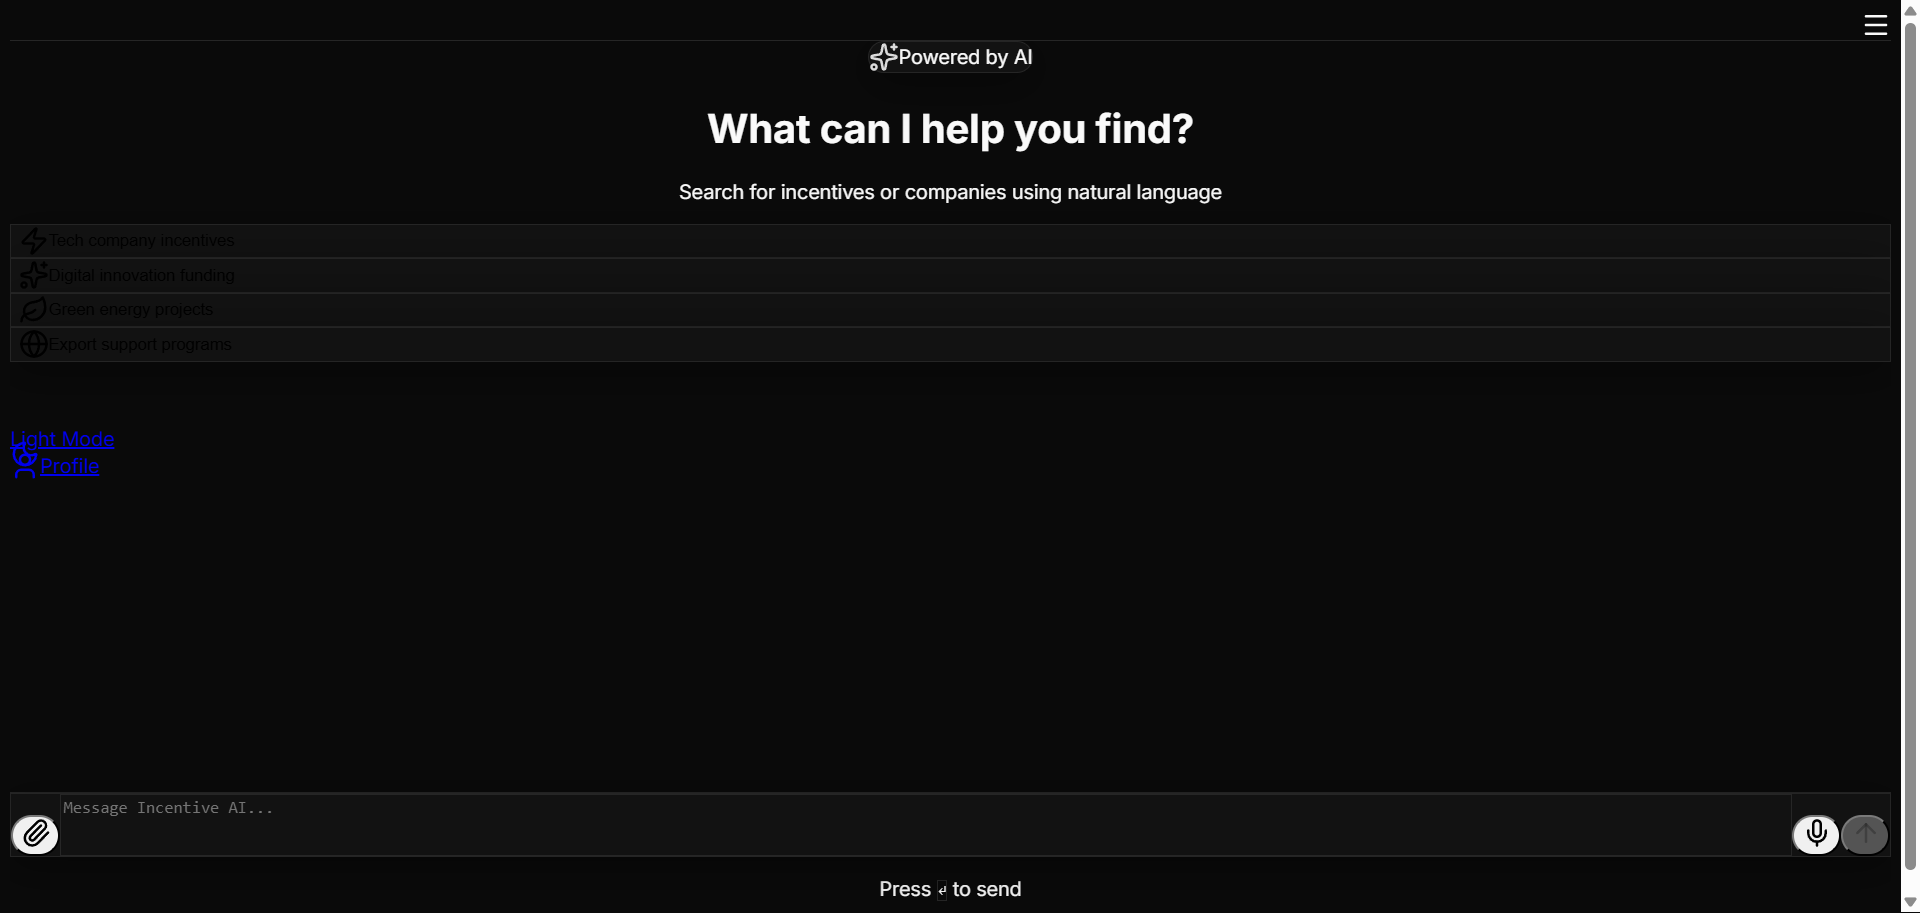 Powered by AI
What can I help you find?
Search for incentives or companies using natural language
Tech company incentives
Digital innovation funding
Green energy projects
Export support programs
Light Mode
Profile
Message Incentive AI...
Press ↵ to send